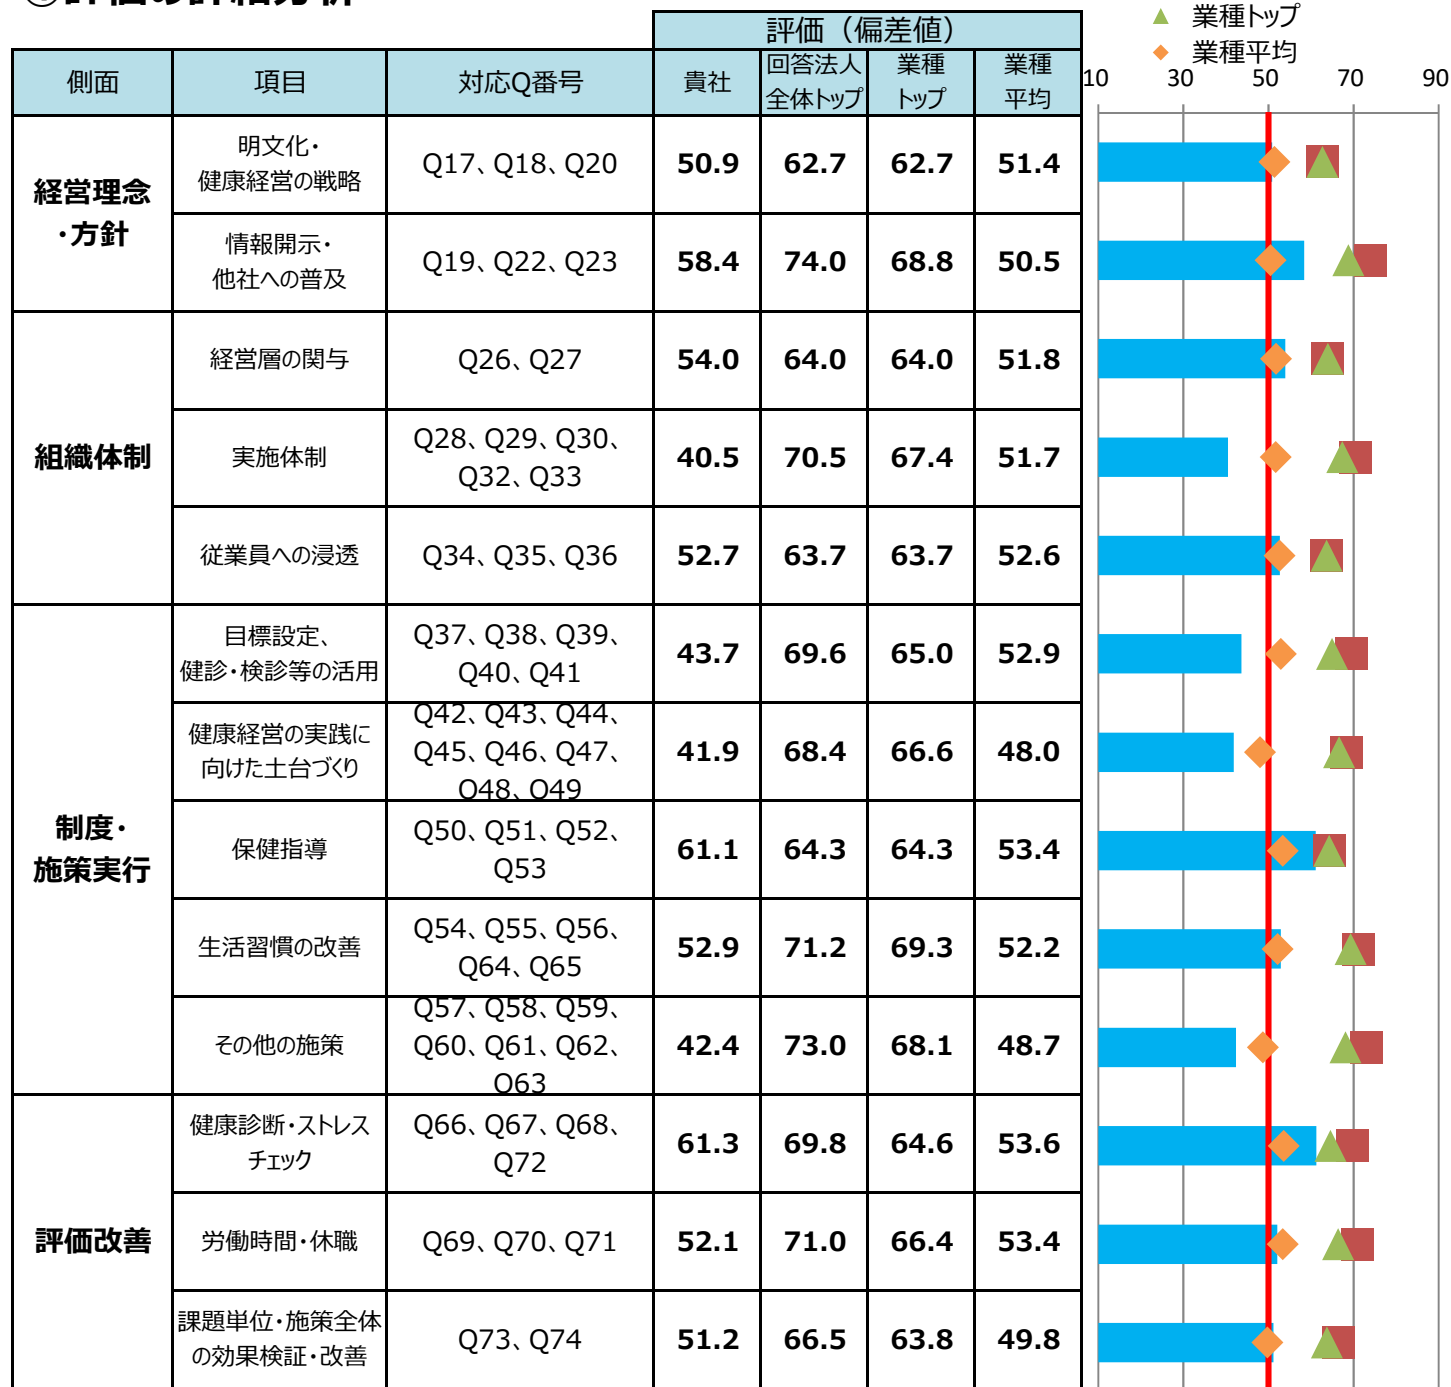 ▲ 業種トップ
◆ 業種平均
評価（偏差値）
側面 項目 対応Q番号 貴社 回答法人 業種 業種
全体トップ トップ 平均
10 30 50 70 90
経営理念
・方針
明文化・
健康経営の戦略
Q17、Q18、Q20 50.9 62.7 62.7 51.4
情報開示・
他社への普及
Q19、Q22、Q23 58.4 74.0 68.8 50.5
組織体制
経営層の関与 Q26、Q27 54.0 64.0 64.0 51.8
実施体制
Q28、Q29、Q30、
Q32、Q33
40.5 70.5 67.4 51.7
従業員への浸透 Q34、Q35、Q36 52.7 63.7 63.7 52.6
制度・
施策実行
目標設定、
健診・検診等の活用
Q37、Q38、Q39、
Q40、Q41
43.7 69.6 65.0 52.9
健康経営の実践に
向けた土台づくり
Q42、Q43、Q44、
Q45、Q46、Q47、
Q48、Q49
41.9 68.4 66.6 48.0
保健指導
Q50、Q51、Q52、
Q53
61.1 64.3 64.3 53.4
生活習慣の改善
Q54、Q55、Q56、
Q64、Q65
52.9 71.2 69.3 52.2
その他の施策
Q57、Q58、Q59、
Q60、Q61、Q62、
Q63
42.4 73.0 68.1 48.7
評価改善
健康診断・ストレス
チェック
Q66、Q67、Q68、
Q72
61.3 69.8 64.6 53.6
労働時間・休職 Q69、Q70、Q71 52.1 71.0 66.4 53.4
課題単位・施策全体
の効果検証・改善
Q73、Q74 51.2 66.5 63.8 49.8